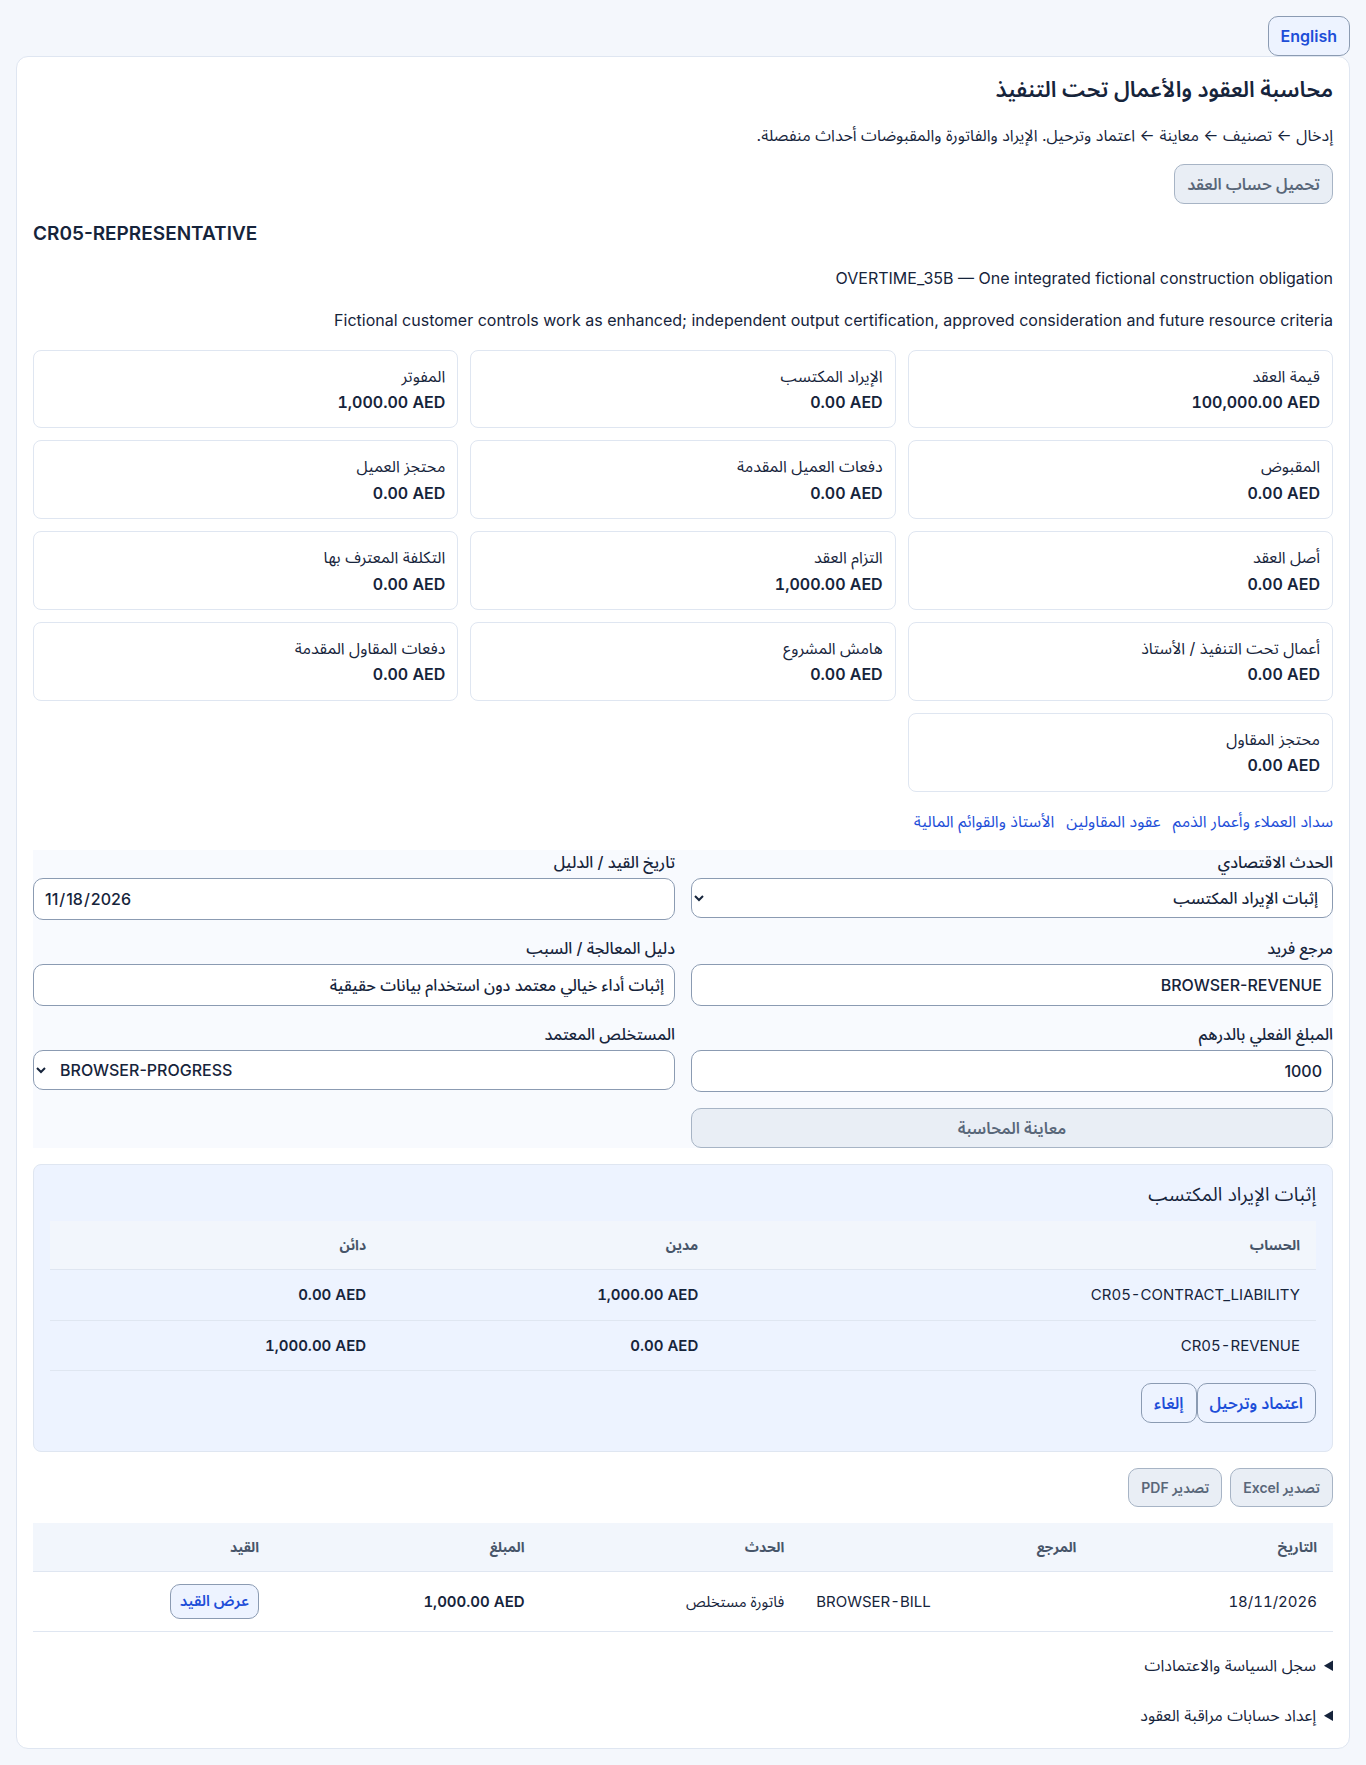 English
محاسبة العقود والأعمال تحت التنفيذ
إدخال ← تصنيف ← معاينة ← اعتماد وترحيل. الإيراد والفاتورة والمقبوضات أحداث منفصلة.
تحميل حساب العقد
CR05-REPRESENTATIVE
OVERTIME_35B — One integrated fictional construction obligation
Fictional customer controls work as enhanced; independent output certification, approved consideration and future resource criteria
قيمة العقد
100,000.00 AED
الإيراد المكتسب
0.00 AED
المفوتر
1,000.00 AED
المقبوض
0.00 AED
دفعات العميل المقدمة
0.00 AED
محتجز العميل
0.00 AED
أصل العقد
0.00 AED
التزام العقد
1,000.00 AED
التكلفة المعترف بها
0.00 AED
أعمال تحت التنفيذ / الأستاذ
0.00 AED
هامش المشروع
0.00 AED
دفعات المقاول المقدمة
0.00 AED
محتجز المقاول
0.00 AED
سداد العملاء وأعمار الذمم عقود المقاولين الأستاذ والقوائم المالية
الحدث الاقتصادي
إثبات الإيراد المكتسب
تاريخ القيد / الدليل
11/18/2026
مرجع فريد
BROWSER-REVENUE
دليل المعالجة / السبب
إثبات أداء خيالي معتمد دون استخدام بيانات حقيقية
المبلغ الفعلي بالدرهم
1000
المستخلص المعتمد
BROWSER-PROGRESS
معاينة المحاسبة
إثبات الإيراد المكتسب
الحساب مدين دائن
CR05-CONTRACT_LIABILITY 1,000.00 AED 0.00 AED
CR05-REVENUE 0.00 AED 1,000.00 AED
اعتماد وترحيل إلغاء
تصدير Excel تصدير PDF
التاريخ المرجع الحدث المبلغ القيد
18/11/2026 BROWSER-BILL فاتورة مستخلص 1,000.00 AED عرض القيد
سجل السياسة والاعتمادات
إعداد حسابات مراقبة العقود